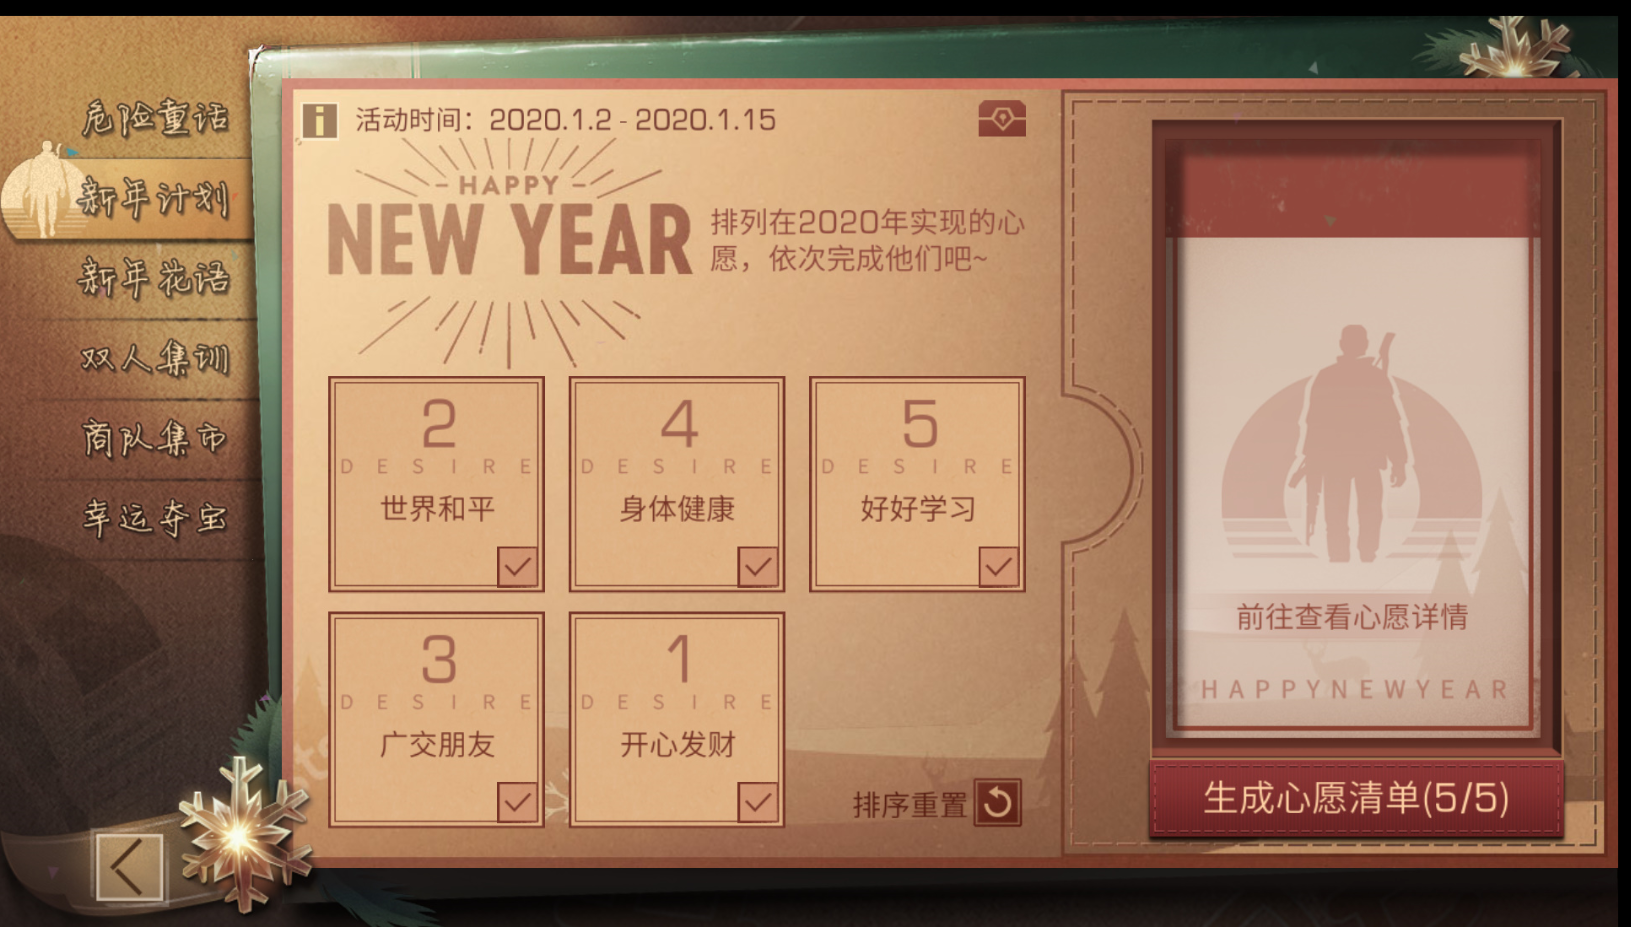 危险童话
新年计划
新年花语
双人集训
商队集市
幸运夺宝
活动时间：2020.1.2 - 2020.1.15
HAPPY
NEW YEAR
排列在2020年实现的心
愿，依次完成他们吧~
2
DESIRE
世界和平
4
DESIRE
身体健康
5
DESIRE
好好学习
3
DESIRE
广交朋友
1
DESIRE
开心发财
排序重置
前往查看心愿详情
HAPPYNEWYEAR
生成心愿清单(5/5)